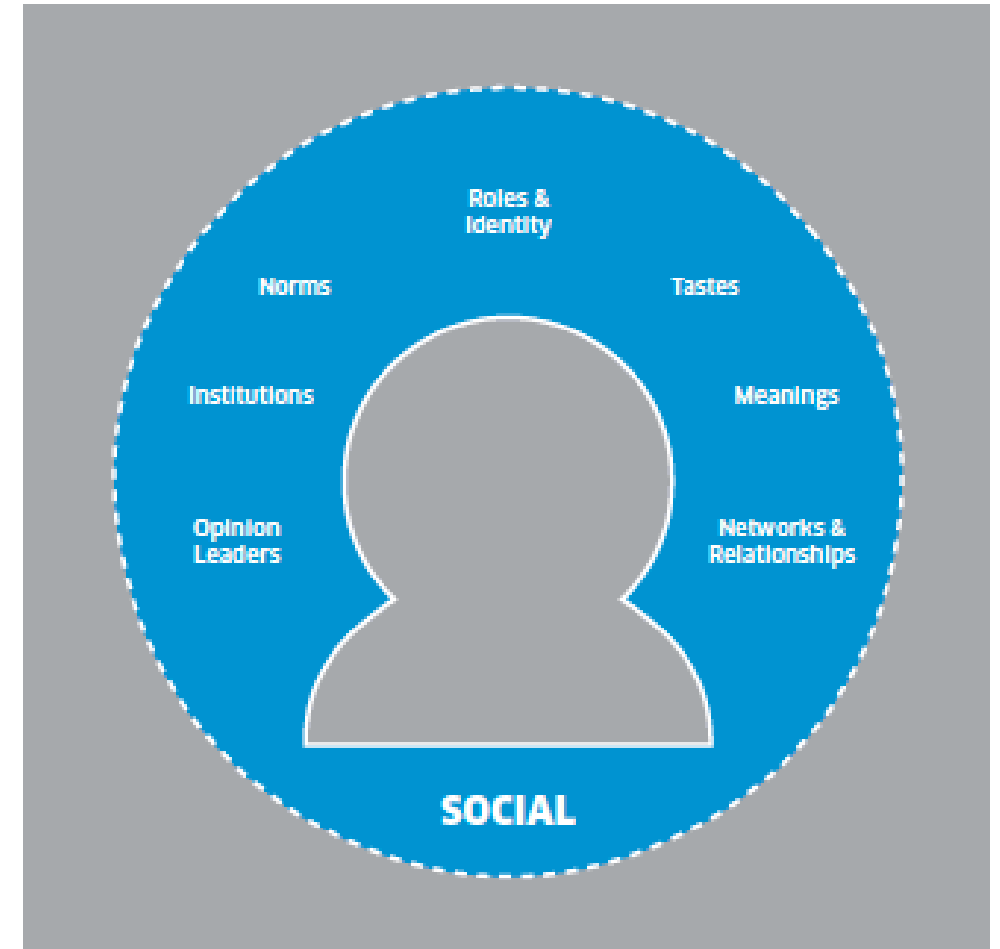 Roles &
Identity
Norms
Tastes
Institutions
Meanings
Opinion
Leaders
Networks &
Relationships
SOCIAL